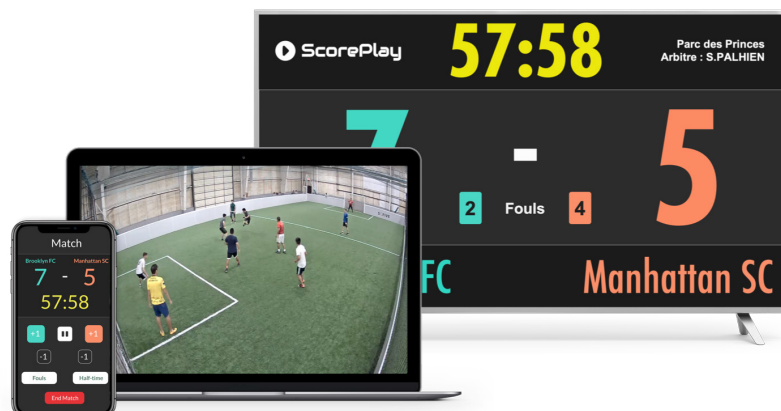 ScorePlay
57:58
Parc des Princes
Arbitre : S.PALHIEN
7 - 5
2 Fouls 4
FC Manhattan SC
Match
Brooklyn FC Manhattan SC
7 - 5
57:58
+1 +1
-1 -1
Fouls Half-time
End Match